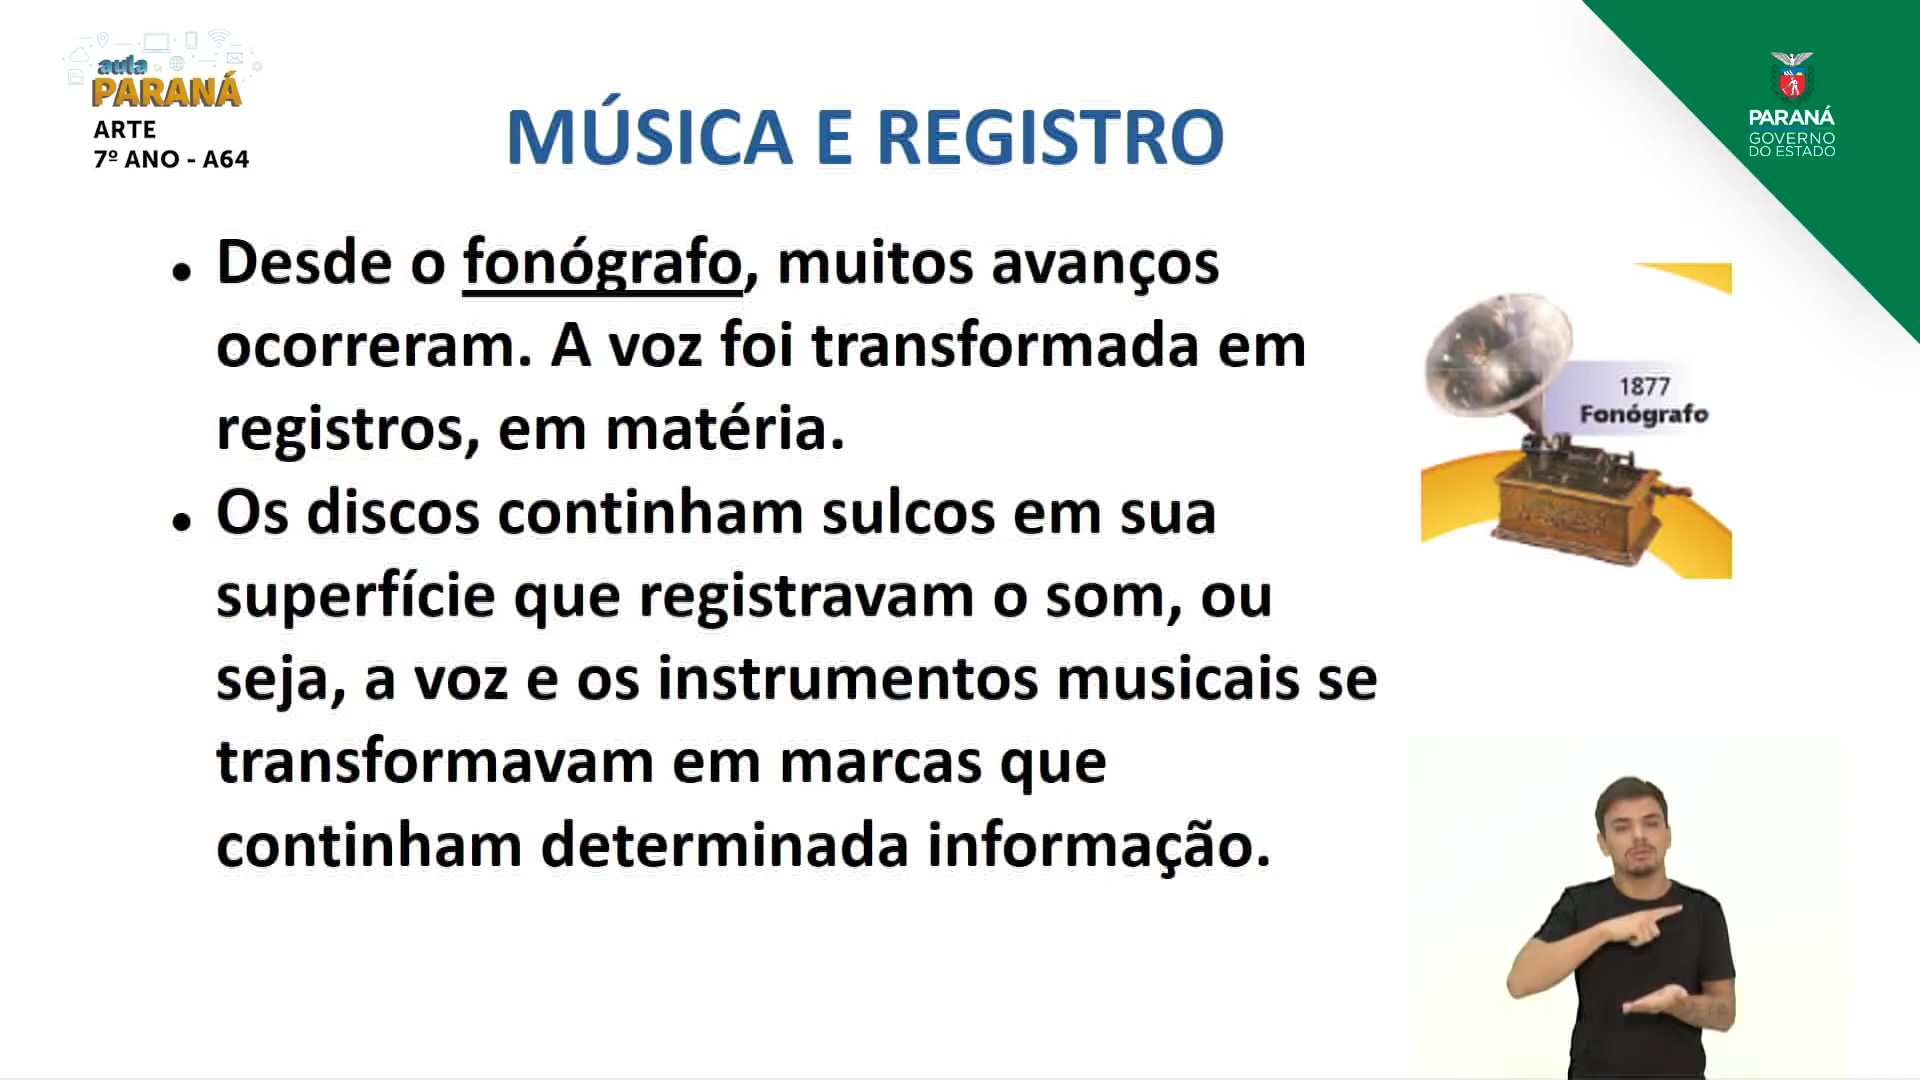 aula
PARANÁ
ARTE
7º ANO - A64
MÚSICA E REGISTRO
PARANÁ
GOVERNO
DO ESTADO
• Desde o fonógrafo, muitos avanços
ocorreram. A voz foi transformada em
registros, em matéria.
• Os discos continham sulcos em sua
superfície que registravam o som, ou
seja, a voz e os instrumentos musicais se
transformavam em marcas que
continham determinada informação.
1877
Fonógrafo